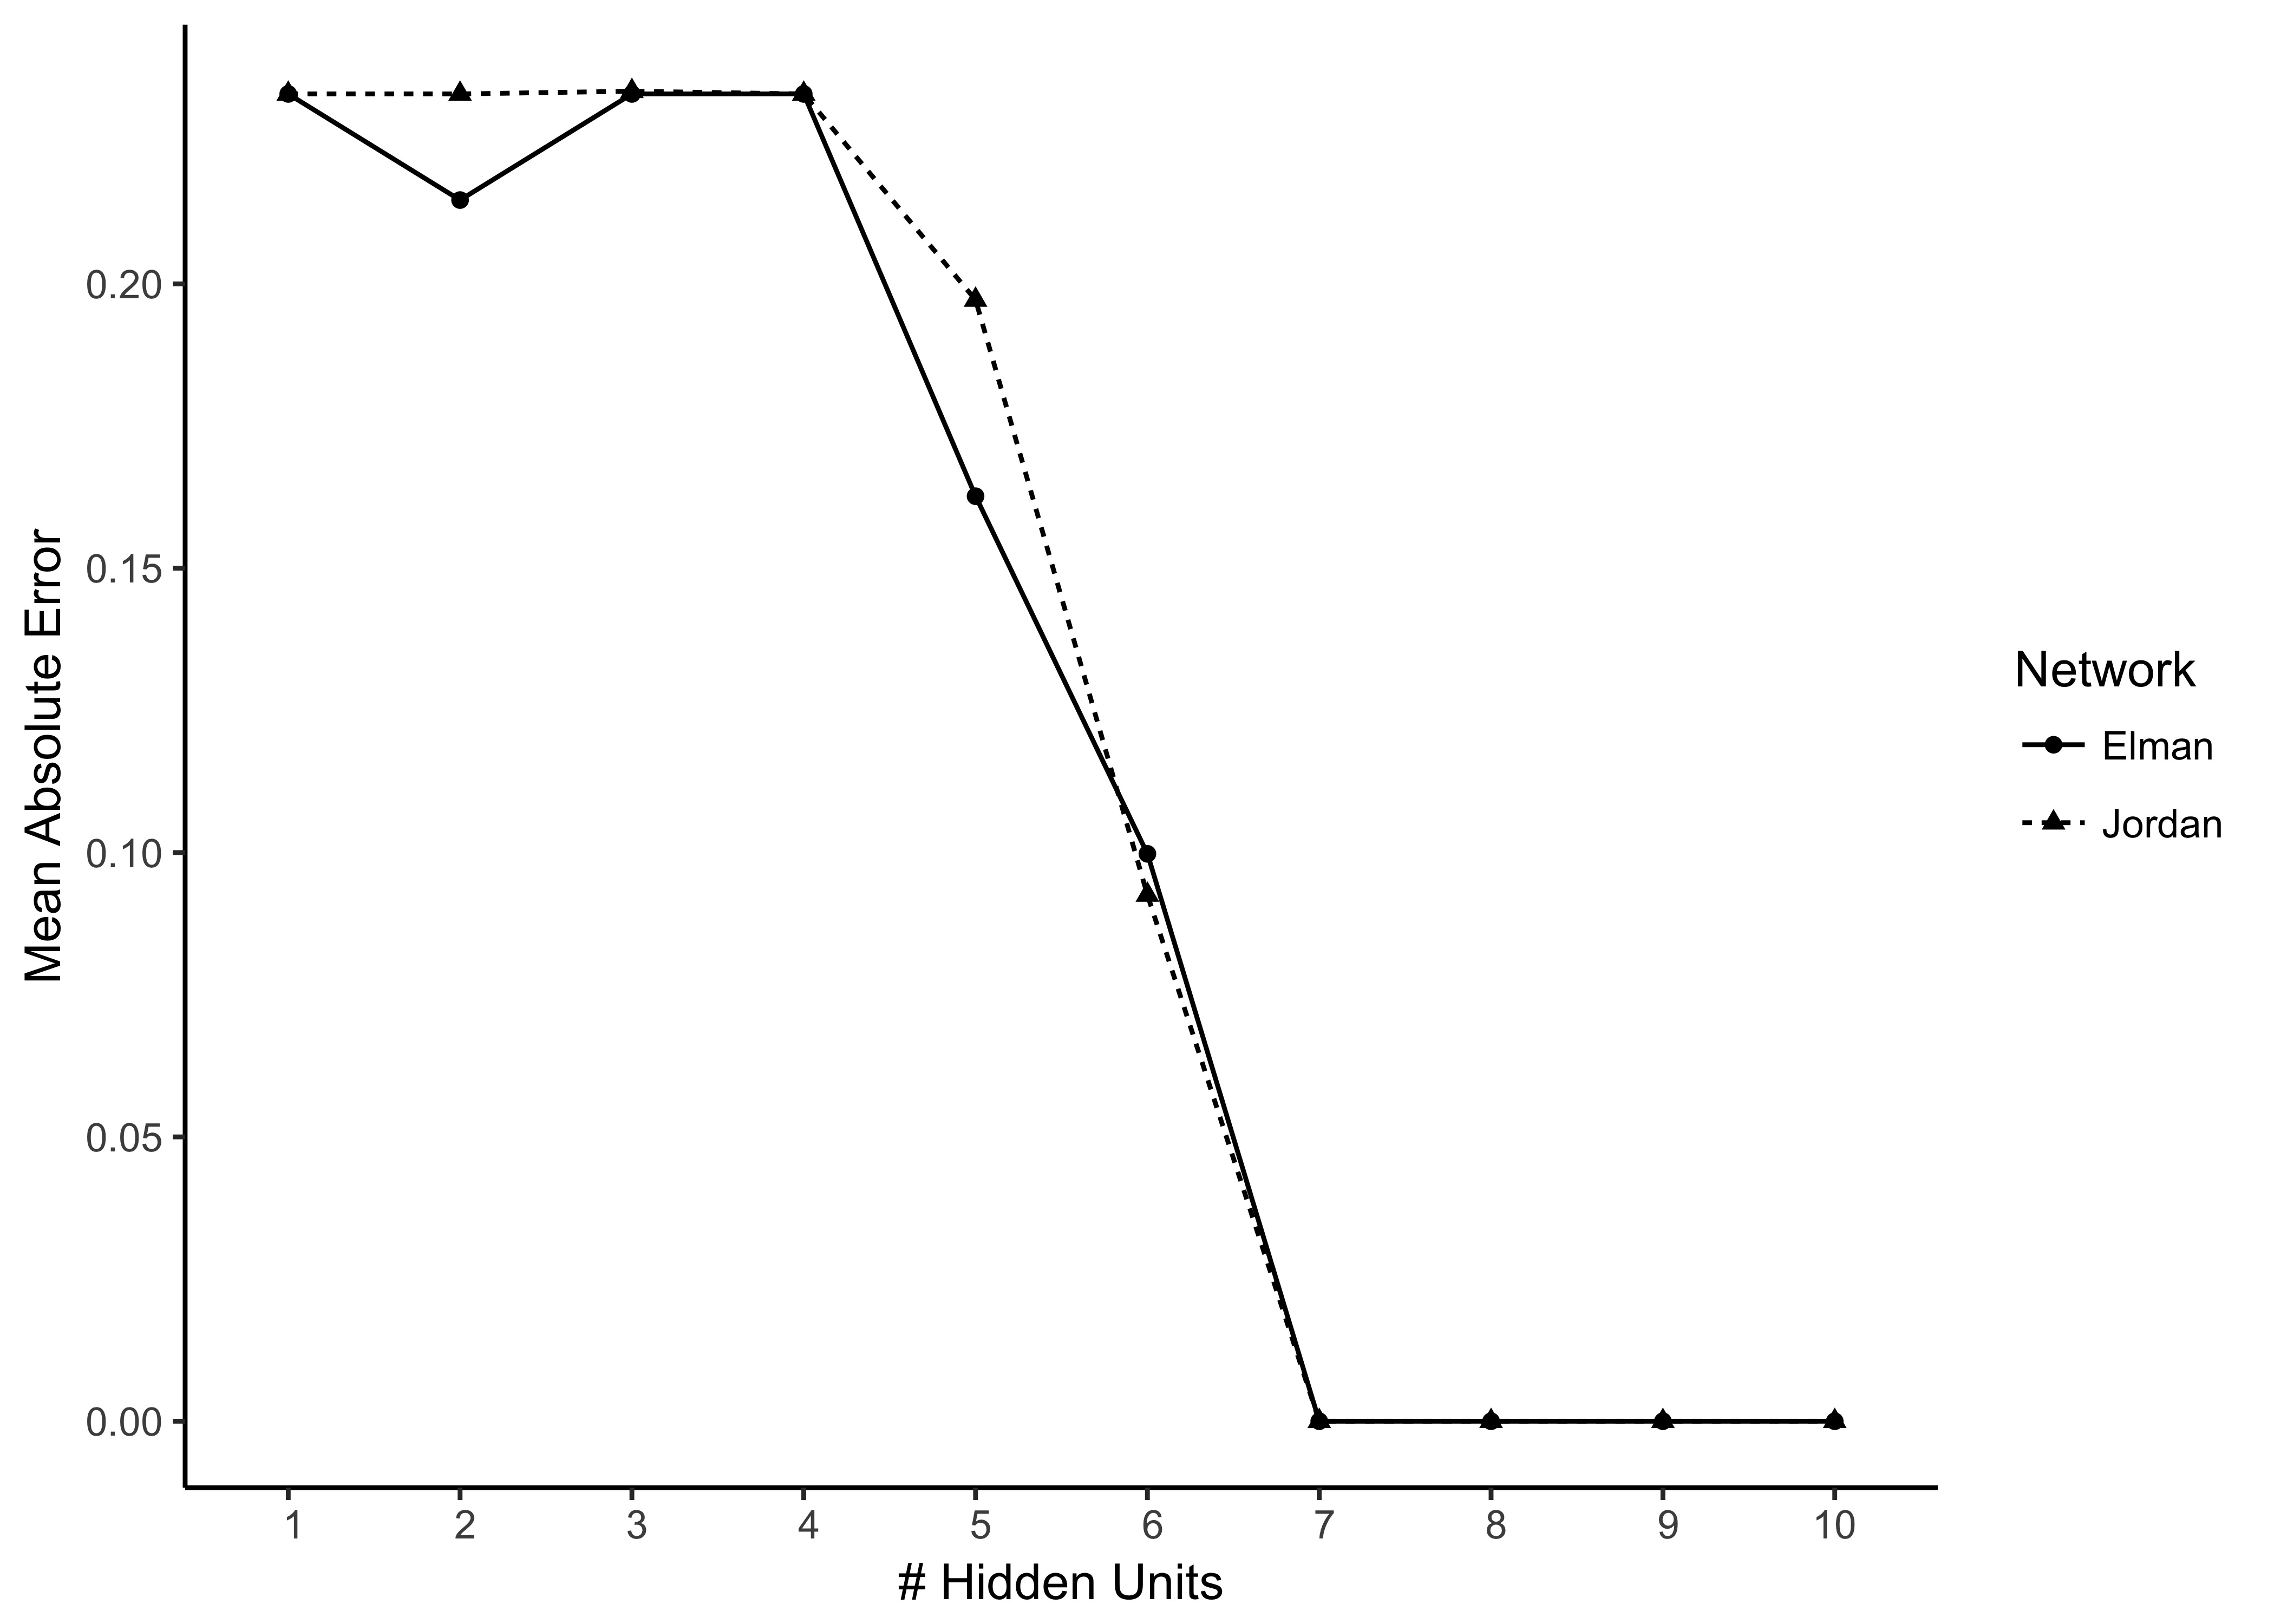 Mean Absolute Error
0.20
0.15
0.10
0.05
0.00
1 2 3 4 5 6 7 8 9 10
# Hidden Units
Network
Elman
Jordan